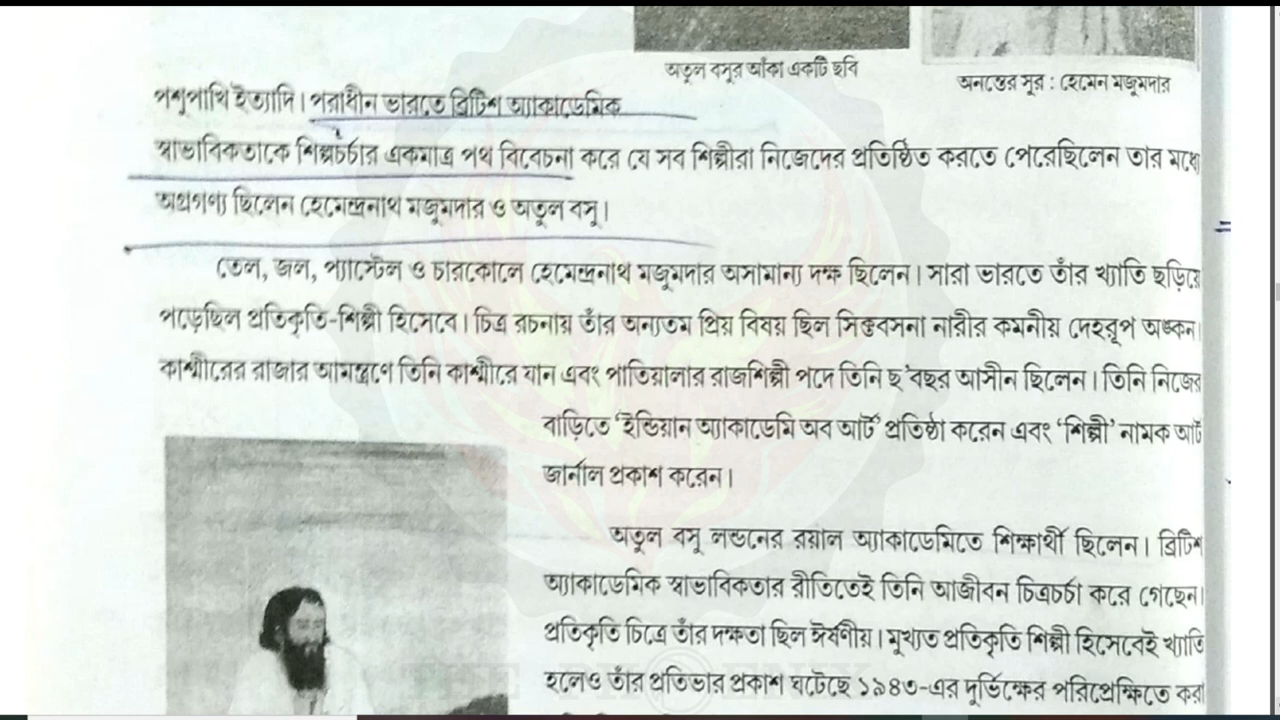 অতুল বসুর আঁকা একটি ছবি
অনন্তের সুর : হেমেন মজুমদার
পশুপাখি ইত্যাদি। পরাধীন ভারতে ব্রিটিশ অ্যাকাডেমিক
স্বাভাবিকতাকে শিল্পচর্চার একমাত্র পথ বিবেচনা করে যে সব শিল্পীরা নিজেদের প্রতিষ্ঠিত করতে পেরেছিলেন তার মধ্যে
অগ্রগণ্য ছিলেন হেমেন্দ্রনাথ মজুমদার ও অতুল বসু।
তেল, জল, প্যাস্টেল ও চারকোলে হেমেন্দ্রনাথ মজুমদার অসামান্য দক্ষ ছিলেন। সারা ভারতে তাঁর খ্যাতি ছড়িয়ে
পড়েছিল প্রতিকৃতি-শিল্পী হিসেবে। চিত্র রচনায় তাঁর অন্যতম প্রিয় বিষয় ছিল সিক্তবসনা নারীর কমনীয় দেহরূপ অঙ্কন।
কাশ্মীরের রাজার আমন্ত্রণে তিনি কাশ্মীরে যান এবং পাতিয়ালার রাজশিল্পী পদে তিনি ছ'বছর আসীন ছিলেন। তিনি নিজের
বাড়িতে ‘ইন্ডিয়ান অ্যাকাডেমি অব আর্ট’ প্রতিষ্ঠা করেন এবং ‘শিল্পী’ নামক আর্ট
জার্নাল প্রকাশ করেন।
অতুল বসু লন্ডনের রয়াল অ্যাকাডেমিতে শিক্ষার্থী ছিলেন। ব্রিটিশ
অ্যাকাডেমিক স্বাভাবিকতার রীতিতেই তিনি আজীবন চিত্রচর্চা করে গেছেন।
প্রতিকৃতি চিত্রে তাঁর দক্ষতা ছিল ঈর্ষণীয়। মুখ্যত প্রতিকৃতি শিল্পী হিসেবেই খ্যাতি
হলেও তাঁর প্রতিভার প্রকাশ ঘটেছে ১৯৪৩-এর দুর্ভিক্ষের পরিপ্রেক্ষিতে করা